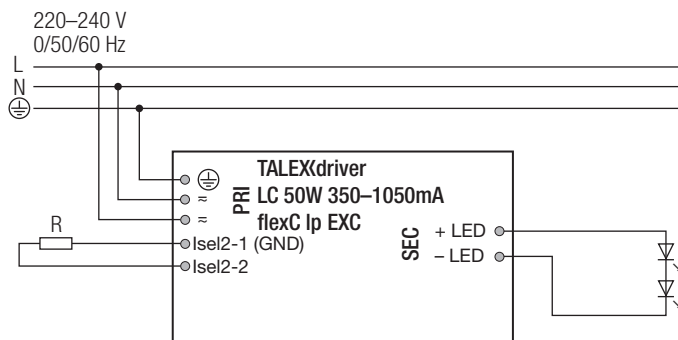 220–240 V
0/50/60 Hz
L
N
TALEXXdriver
LC 50W 350–1050mA
flexC lp EXC
PRI
≂
≂
R
Isel2-1 (GND)
Isel2-2
SEC
+ LED
– LED